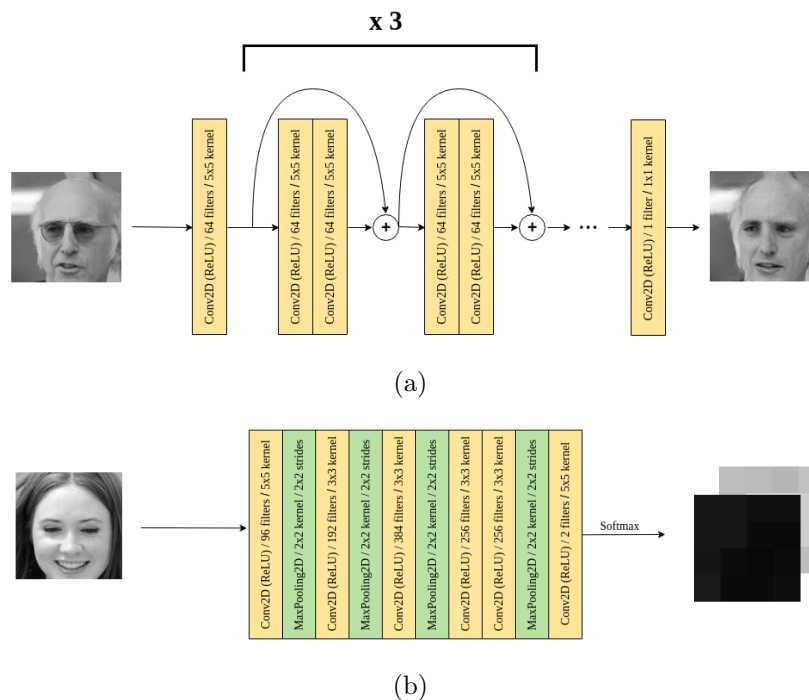 x 3
Conv2D (ReLU) / 64 filters / 5x5 kernel
Conv2D (ReLU) / 64 filters / 5x5 kernel
Conv2D (ReLU) / 64 filters / 5x5 kernel
+
Conv2D (ReLU) / 64 filters / 5x5 kernel
Conv2D (ReLU) / 64 filters / 5x5 kernel
+
...
Conv2D (ReLU) / 1 filter / 1x1 kernel
(a)
Conv2D (ReLU) / 96 filters / 5x5 kernel
MaxPooling2D / 2x2 kernel / 2x2 strides
Conv2D (ReLU) / 192 filters / 3x3 kernel
MaxPooling2D / 2x2 kernel / 2x2 strides
Conv2D (ReLU) / 384 filters / 3x3 kernel
MaxPooling2D / 2x2 kernel / 2x2 strides
Conv2D (ReLU) / 256 filters / 3x3 kernel
Conv2D (ReLU) / 256 filters / 3x3 kernel
MaxPooling2D / 2x2 kernel / 2x2 strides
Conv2D (ReLU) / 2 filters / 5x5 kernel
Softmax
(b)